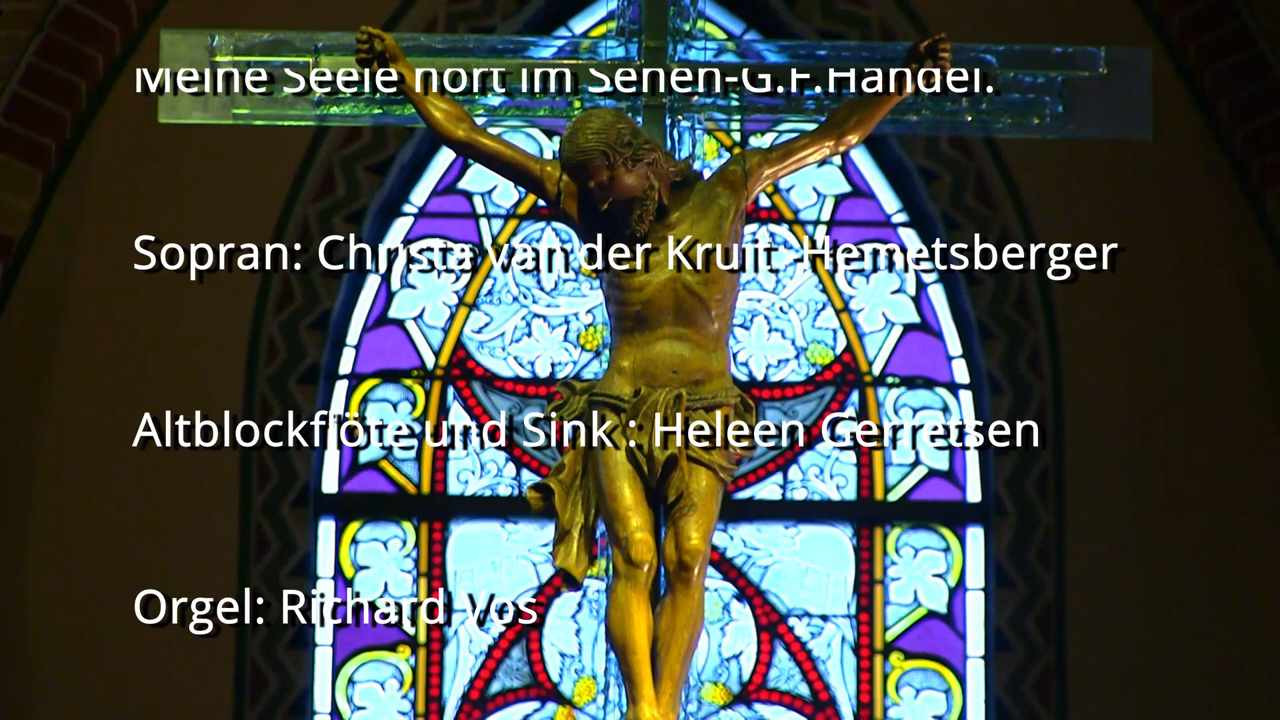 Meine Seele hört im Sehen-G.F.Händel.
Sopran: Christa van der Kruit -Hemetsberger
Altblockflöte und Sink : Heleen Gerretsen
Orgel: Richard Vos